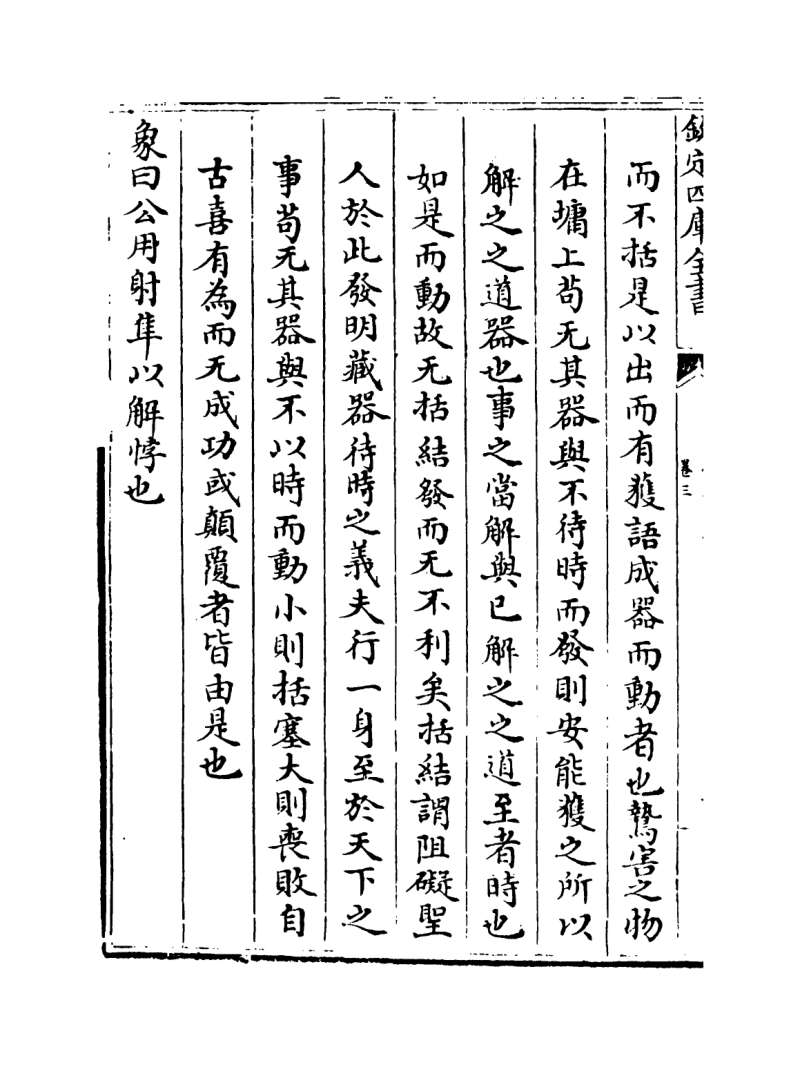 欽定四庫全書
卷三
而不括是以出而有獲語成器而動者也鷙害之物
在墉上茍无其器與不待時而發則安能獲之所以
解之之道器也事之當解與已解之之道至者時也
如是而動故无括結發而无不利矣括結謂阻礙聖
人於此發明藏器待時之義夫行一身至於天下之
事茍无其器與不以時而動小則括塞大則喪敗自
古喜有為而无成功或顛覆者皆由是也
象曰公用射隼以解悖也